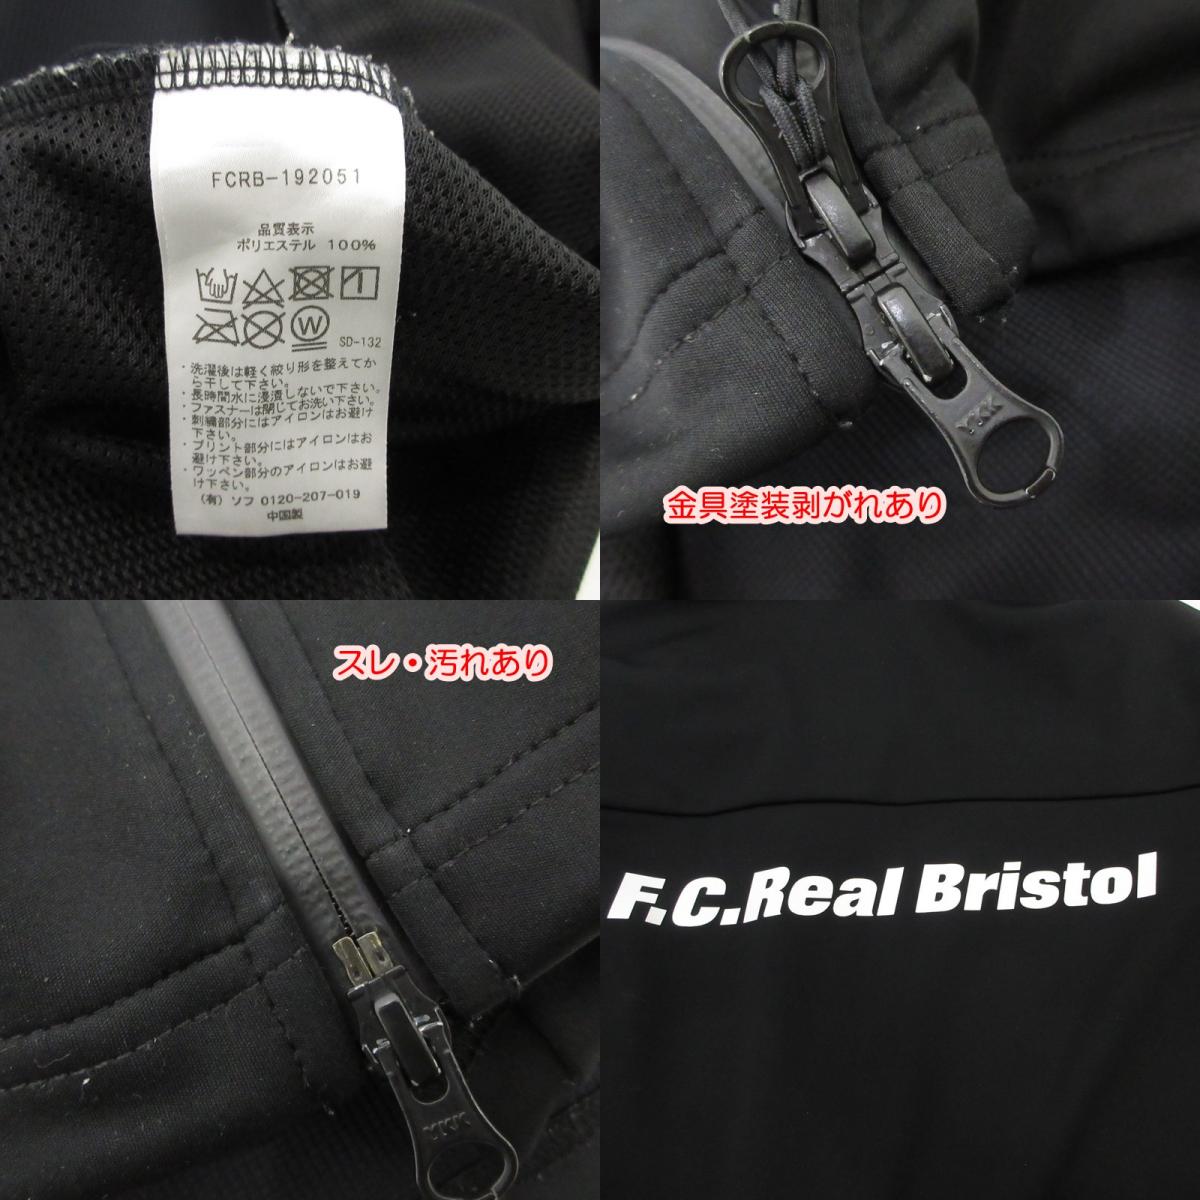 FCRB-192051
品質表示
ポリエステル 100%
W
SD-132
・洗濯後は軽く絞り形を整えてか
ら干して下さい。
・長時間水に浸漬しないで下さい。
・ファスナーは閉じてお洗い下さい。
・刺繍部分にはアイロンはお避け
下さい。
・プリント部分にはアイロンはお
避け下さい。
・ワッペン部分のアイロンはお避
け下さい。
(有) ソフ 0120-207-019
中国製
YKK
金具塗装剥がれあり
スレ・汚れあり
YKK
F.C.Real Bristol